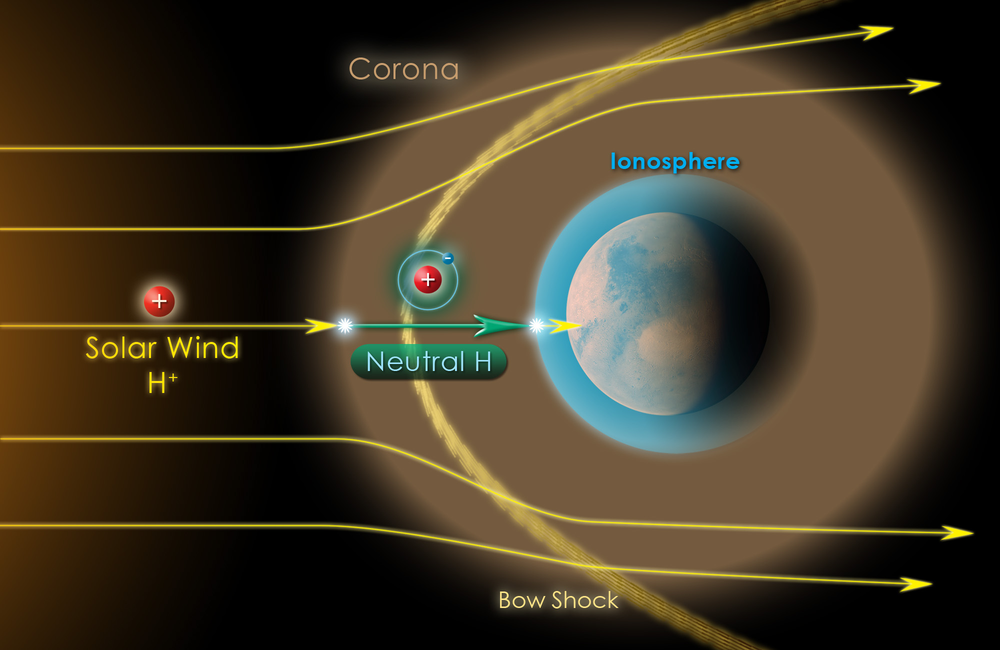 Corona
Ionosphere
+
-
+
Solar Wind
H⁺
Neutral H
Bow Shock